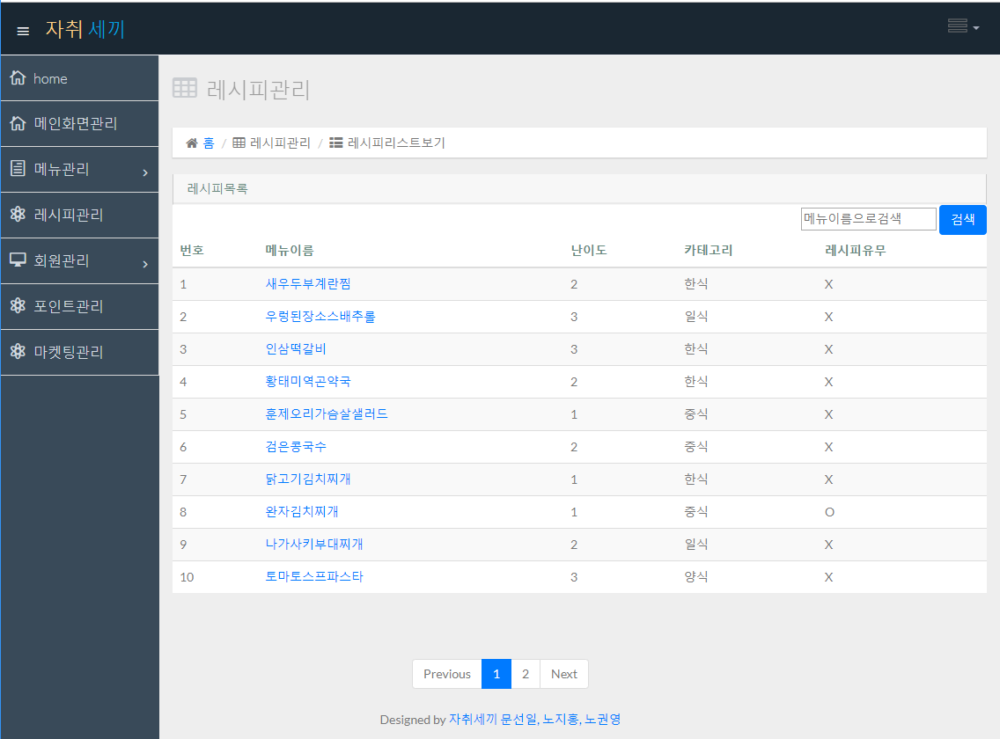 자취 세끼
home
메인화면관리
메뉴관리
레시피관리
회원관리
포인트관리
마켓팅관리
레시피관리
홈 / 레시피관리 / 레시피리스트보기
레시피목록
메뉴이름으로검색 검색
번호 메뉴이름 난이도 카테고리 레시피유무
1 새우두부계란찜 2 한식 X
2 우렁된장소스배추롤 3 일식 X
3 인삼떡갈비 3 한식 X
4 황태미역곤약국 2 한식 X
5 훈제오리가슴살샐러드 1 중식 X
6 검은콩국수 2 중식 X
7 닭고기김치찌개 1 한식 X
8 완자김치찌개 1 중식 O
9 나가사키부대찌개 2 일식 X
10 토마토스프파스타 3 양식 X
Previous 1 2 Next
Designed by 자취세끼 문선일, 노지홍, 노권영